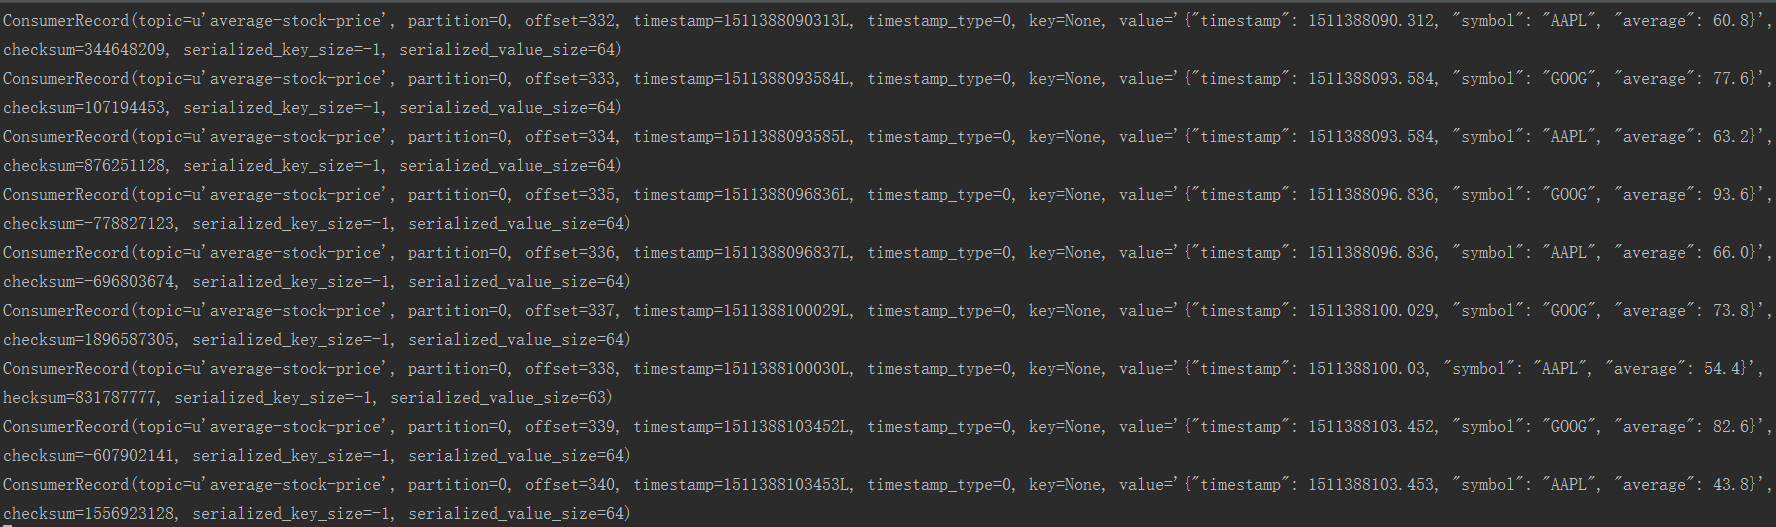 ConsumerRecord(topic=u'average-stock-price', partition=0, offset=332, timestamp=1511388090313L, timestamp_type=0, key=None, value='{"timestamp": 1511388090.312, "symbol": "AAPL", "average": 60.8}',
checksum=344648209, serialized_key_size=-1, serialized_value_size=64)
ConsumerRecord(topic=u'average-stock-price', partition=0, offset=333, timestamp=1511388093584L, timestamp_type=0, key=None, value='{"timestamp": 1511388093.584, "symbol": "GOOG", "average": 77.6}',
checksum=107194453, serialized_key_size=-1, serialized_value_size=64)
ConsumerRecord(topic=u'average-stock-price', partition=0, offset=334, timestamp=1511388093585L, timestamp_type=0, key=None, value='{"timestamp": 1511388093.584, "symbol": "AAPL", "average": 63.2}',
checksum=876251128, serialized_key_size=-1, serialized_value_size=64)
ConsumerRecord(topic=u'average-stock-price', partition=0, offset=335, timestamp=1511388096836L, timestamp_type=0, key=None, value='{"timestamp": 1511388096.836, "symbol": "GOOG", "average": 93.6}',
checksum=-778827123, serialized_key_size=-1, serialized_value_size=64)
ConsumerRecord(topic=u'average-stock-price', partition=0, offset=336, timestamp=1511388096837L, timestamp_type=0, key=None, value='{"timestamp": 1511388096.836, "symbol": "AAPL", "average": 66.0}',
checksum=-696803674, serialized_key_size=-1, serialized_value_size=64)
ConsumerRecord(topic=u'average-stock-price', partition=0, offset=337, timestamp=1511388100029L, timestamp_type=0, key=None, value='{"timestamp": 1511388100.029, "symbol": "GOOG", "average": 73.8}',
checksum=1896587305, serialized_key_size=-1, serialized_value_size=64)
ConsumerRecord(topic=u'average-stock-price', partition=0, offset=338, timestamp=1511388100030L, timestamp_type=0, key=None, value='{"timestamp": 1511388100.03, "symbol": "AAPL", "average": 54.4}',
hecksum=831787777, serialized_key_size=-1, serialized_value_size=63)
ConsumerRecord(topic=u'average-stock-price', partition=0, offset=339, timestamp=1511388103452L, timestamp_type=0, key=None, value='{"timestamp": 1511388103.452, "symbol": "GOOG", "average": 82.6}',
checksum=-607902141, serialized_key_size=-1, serialized_value_size=64)
ConsumerRecord(topic=u'average-stock-price', partition=0, offset=340, timestamp=1511388103453L, timestamp_type=0, key=None, value='{"timestamp": 1511388103.453, "symbol": "AAPL", "average": 43.8}',
checksum=1556923128, serialized_key_size=-1, serialized_value_size=64)